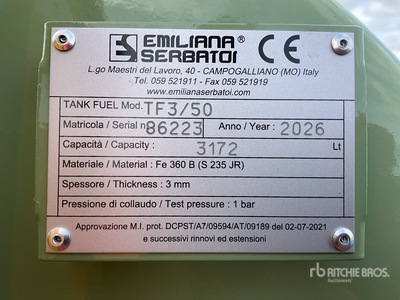 EMILIANA®
SERBATOI
CE
L.go Maestri del Lavoro, 40 - CAMPOGALLIANO (MO) Italy
Tel. 059 521911 - Fax 059 521919
www.emilianaserbatoi.com
TANK FUEL Mod. TF3/50
Matricola / Serial n° 86223 Anno / Year : 2026
Capacità / Capacity : 3172 Lt
Materiale / Material : Fe 360 B (S 235 JR)
Spessore / Thickness : 3 mm
Pressione di collaudo / Test pressure : 1 bar
Approvazione M.I. prot. DCPST/A7/09594/AT/09189 del 02-07-2021
e successivi rinnovi ed estensioni
rb RITCHIE BROS.
Auctioneers